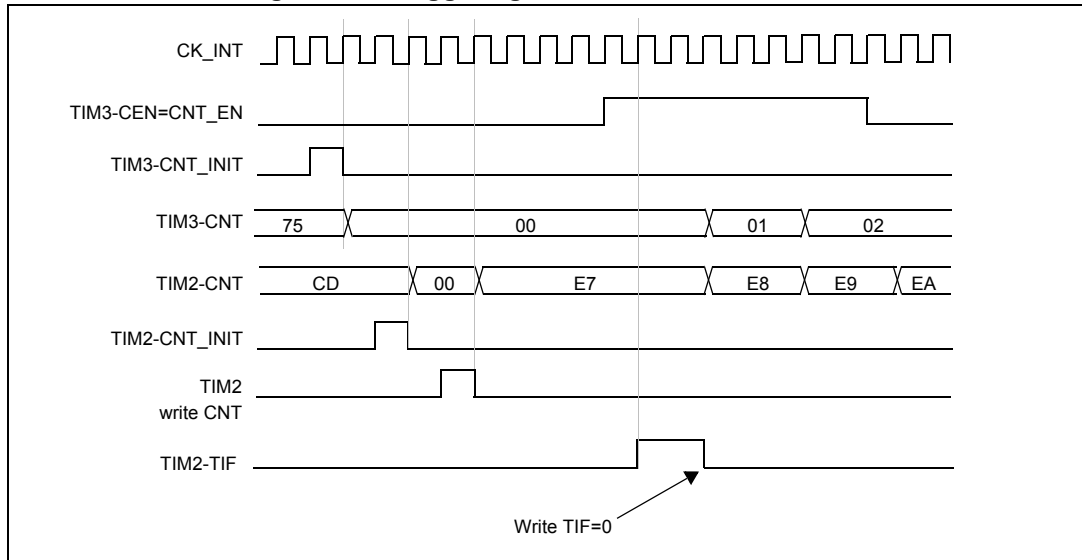 CK_INT
TIM3-CEN=CNT_EN
TIM3-CNT_INIT
TIM3-CNT 75 00 01 02
TIM2-CNT CD 00 E7 E8 E9 EA
TIM2-CNT_INIT
TIM2
write CNT
TIM2-TIF
Write TIF=0